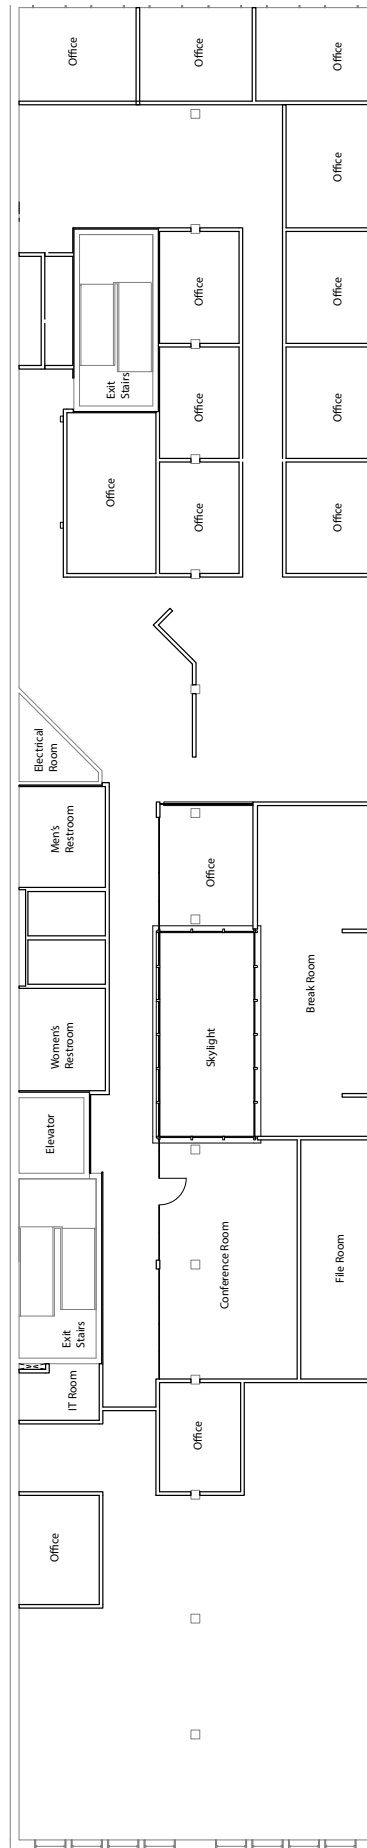 Office
Office
Office
Office
Office
Office
Exit
Stairs
Office
Office
Office
Office
Office
Office
Electrical
Room
Men's
Restroom
Office
Break Room
Women's
Restroom
Skylight
Elevator
Conference Room
File Room
Exit
Stairs
IT Room
Office
Office